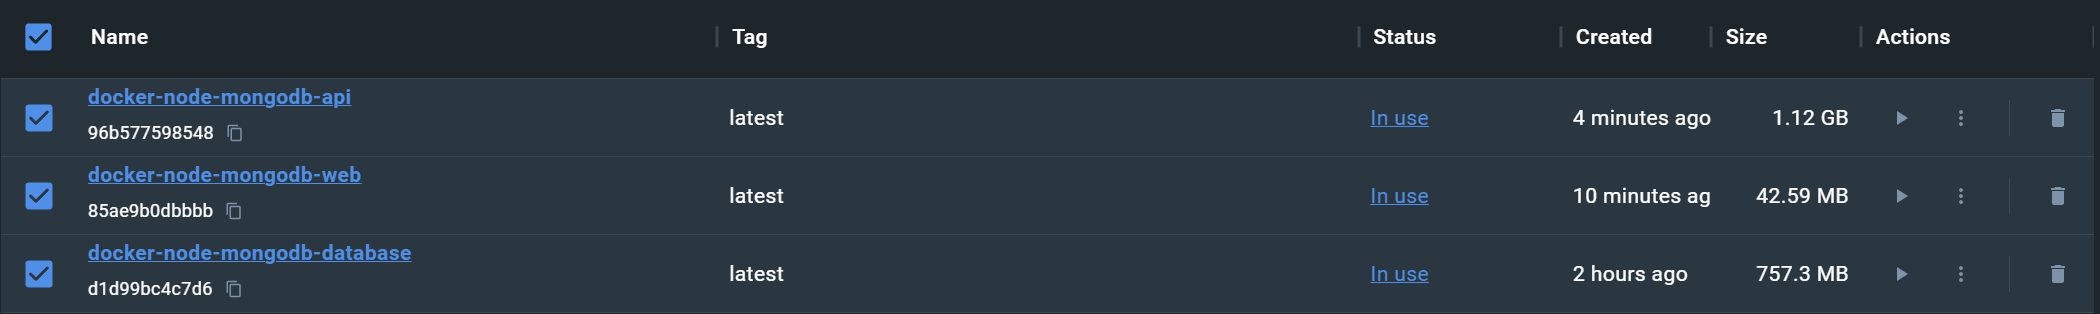 Name Tag Status Created Size Actions
docker-node-mongodb-api
96b577598548 latest In use 4 minutes ago 1.12 GB
docker-node-mongodb-web
85ae9b0dbbbb latest In use 10 minutes ag 42.59 MB
docker-node-mongodb-database
d1d99bc4c7d6 latest In use 2 hours ago 757.3 MB